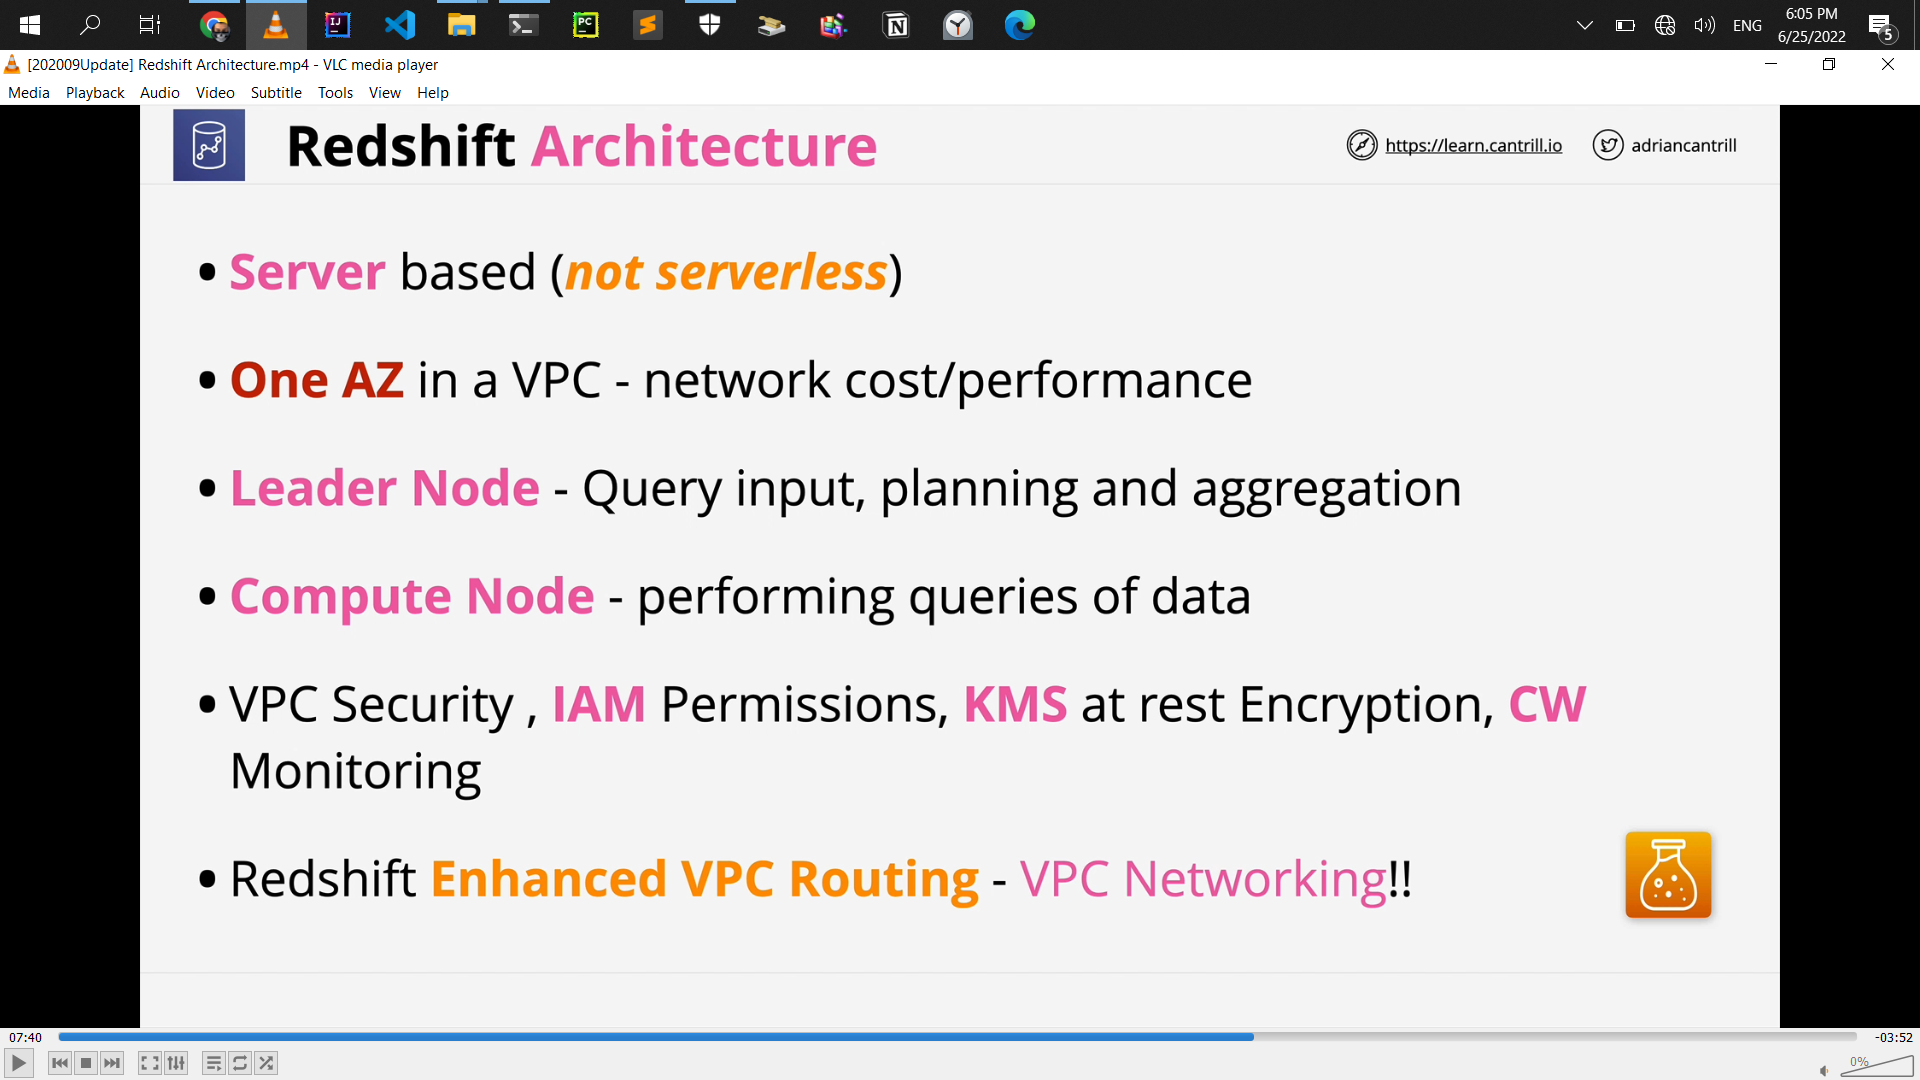 IJ
PC
N
ENG
6:05 PM
6/25/2022
5
[202009Update] Redshift Architecture.mp4 - VLC media player
Media Playback Audio Video Subtitle Tools View Help
Redshift Architecture
https://learn.cantrill.io
adriancantrill
• Server based (not serverless)
• One AZ in a VPC - network cost/performance
• Leader Node - Query input, planning and aggregation
• Compute Node - performing queries of data
• VPC Security , IAM Permissions, KMS at rest Encryption, CW
Monitoring
• Redshift Enhanced VPC Routing - VPC Networking!!
07:40
-03:52
0%